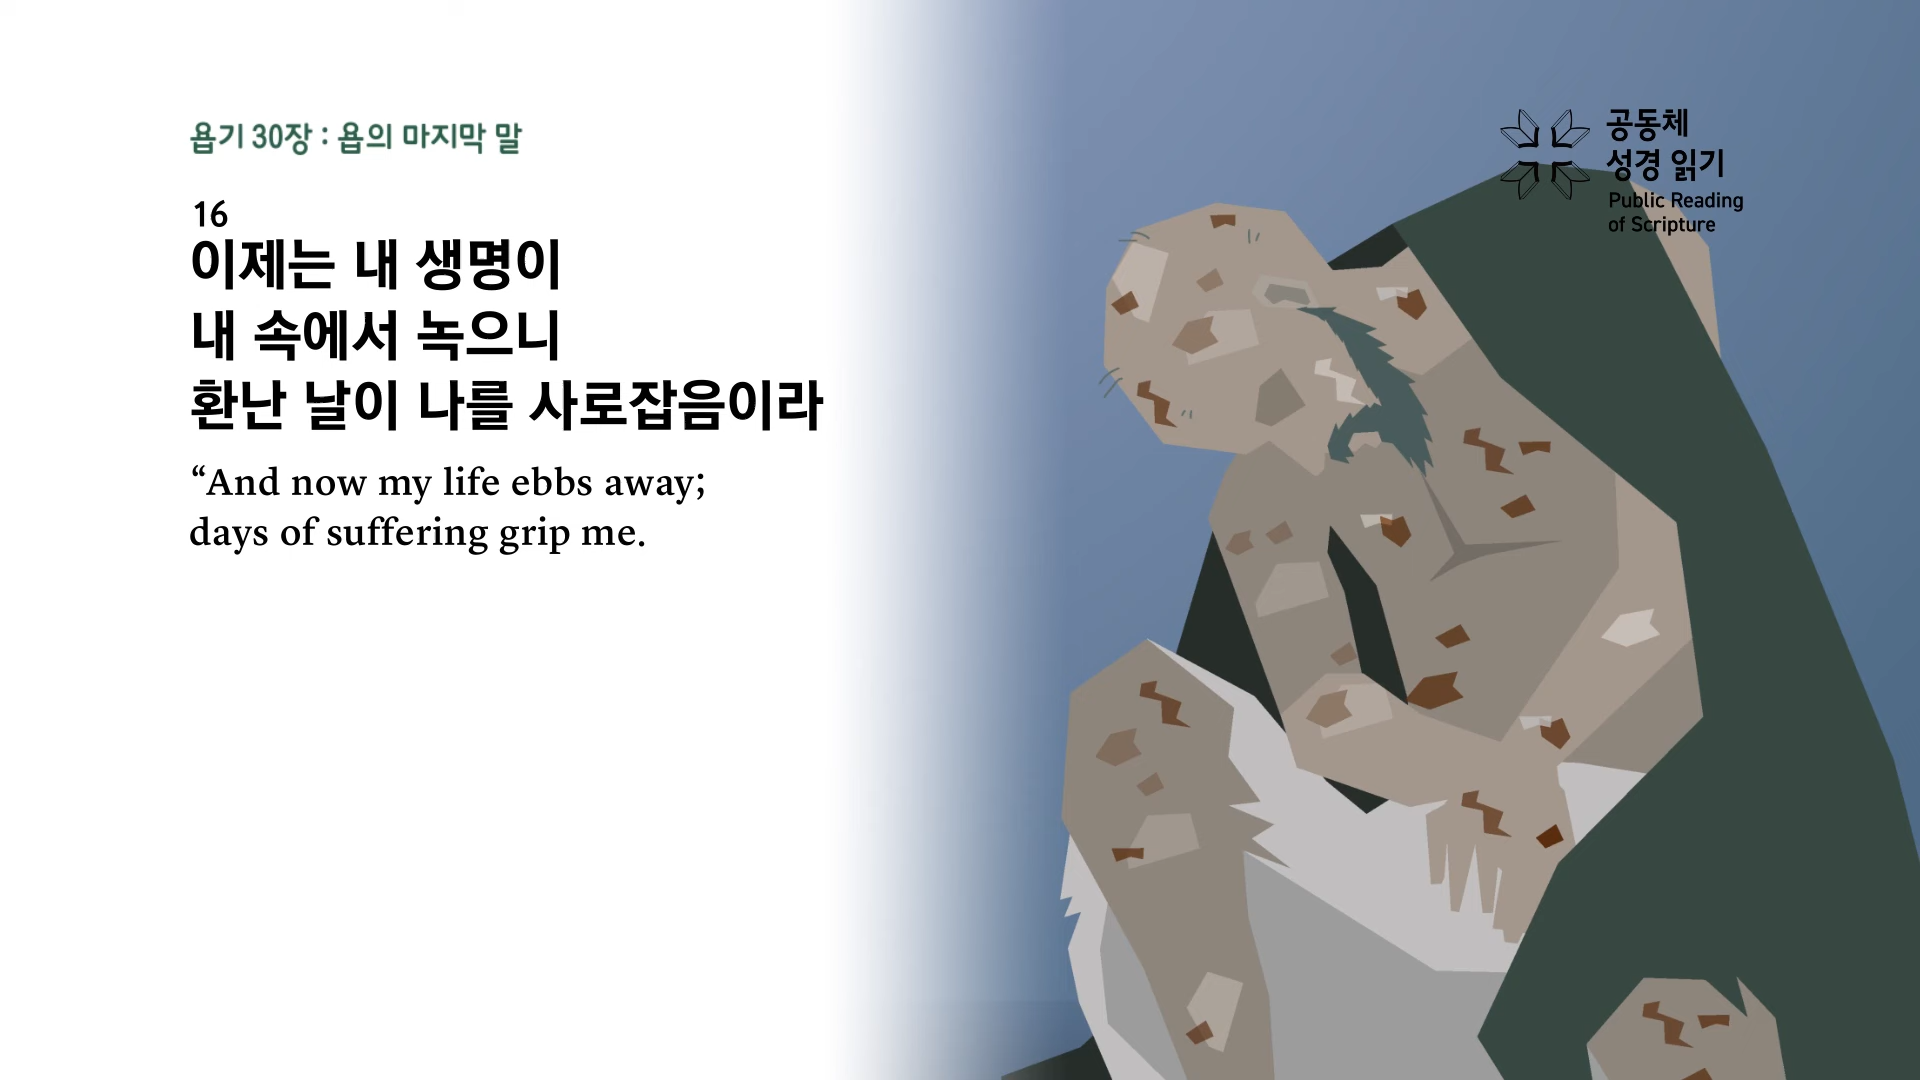 욥기 30장 : 욥의 마지막 말
16
이제는 내 생명이
내 속에서 녹으니
환난 날이 나를 사로잡음이라
“And now my life ebbs away;
days of suffering grip me.
공동체
성경 읽기
Public Reading
of Scripture